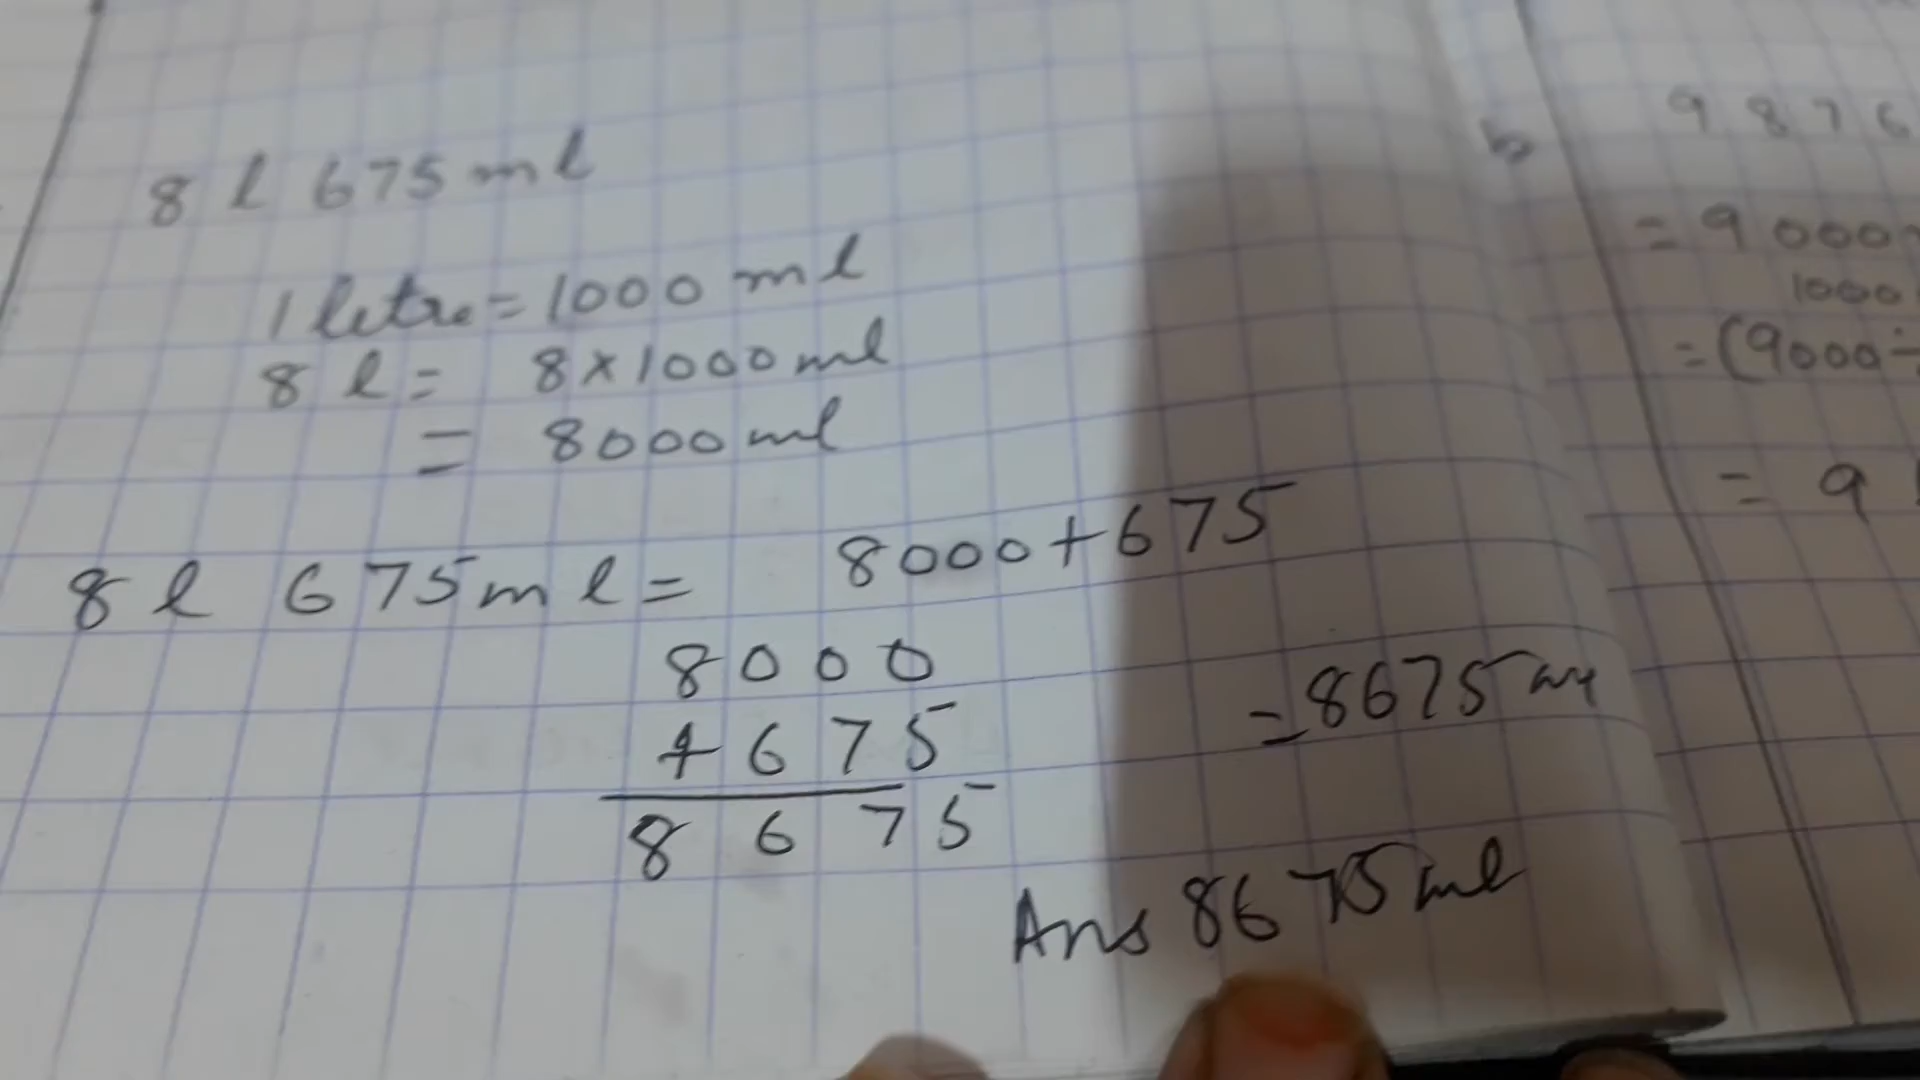 8 l 675 ml
1 litre = 1000 ml
8 l = 8×1000 ml
= 8000 ml
8 l 675 ml = 8000+675
8000
+ 675
8675
= 8675 ml
Ans 8675 ml
b 9876
= 9000
1000
= (9000÷
= 9